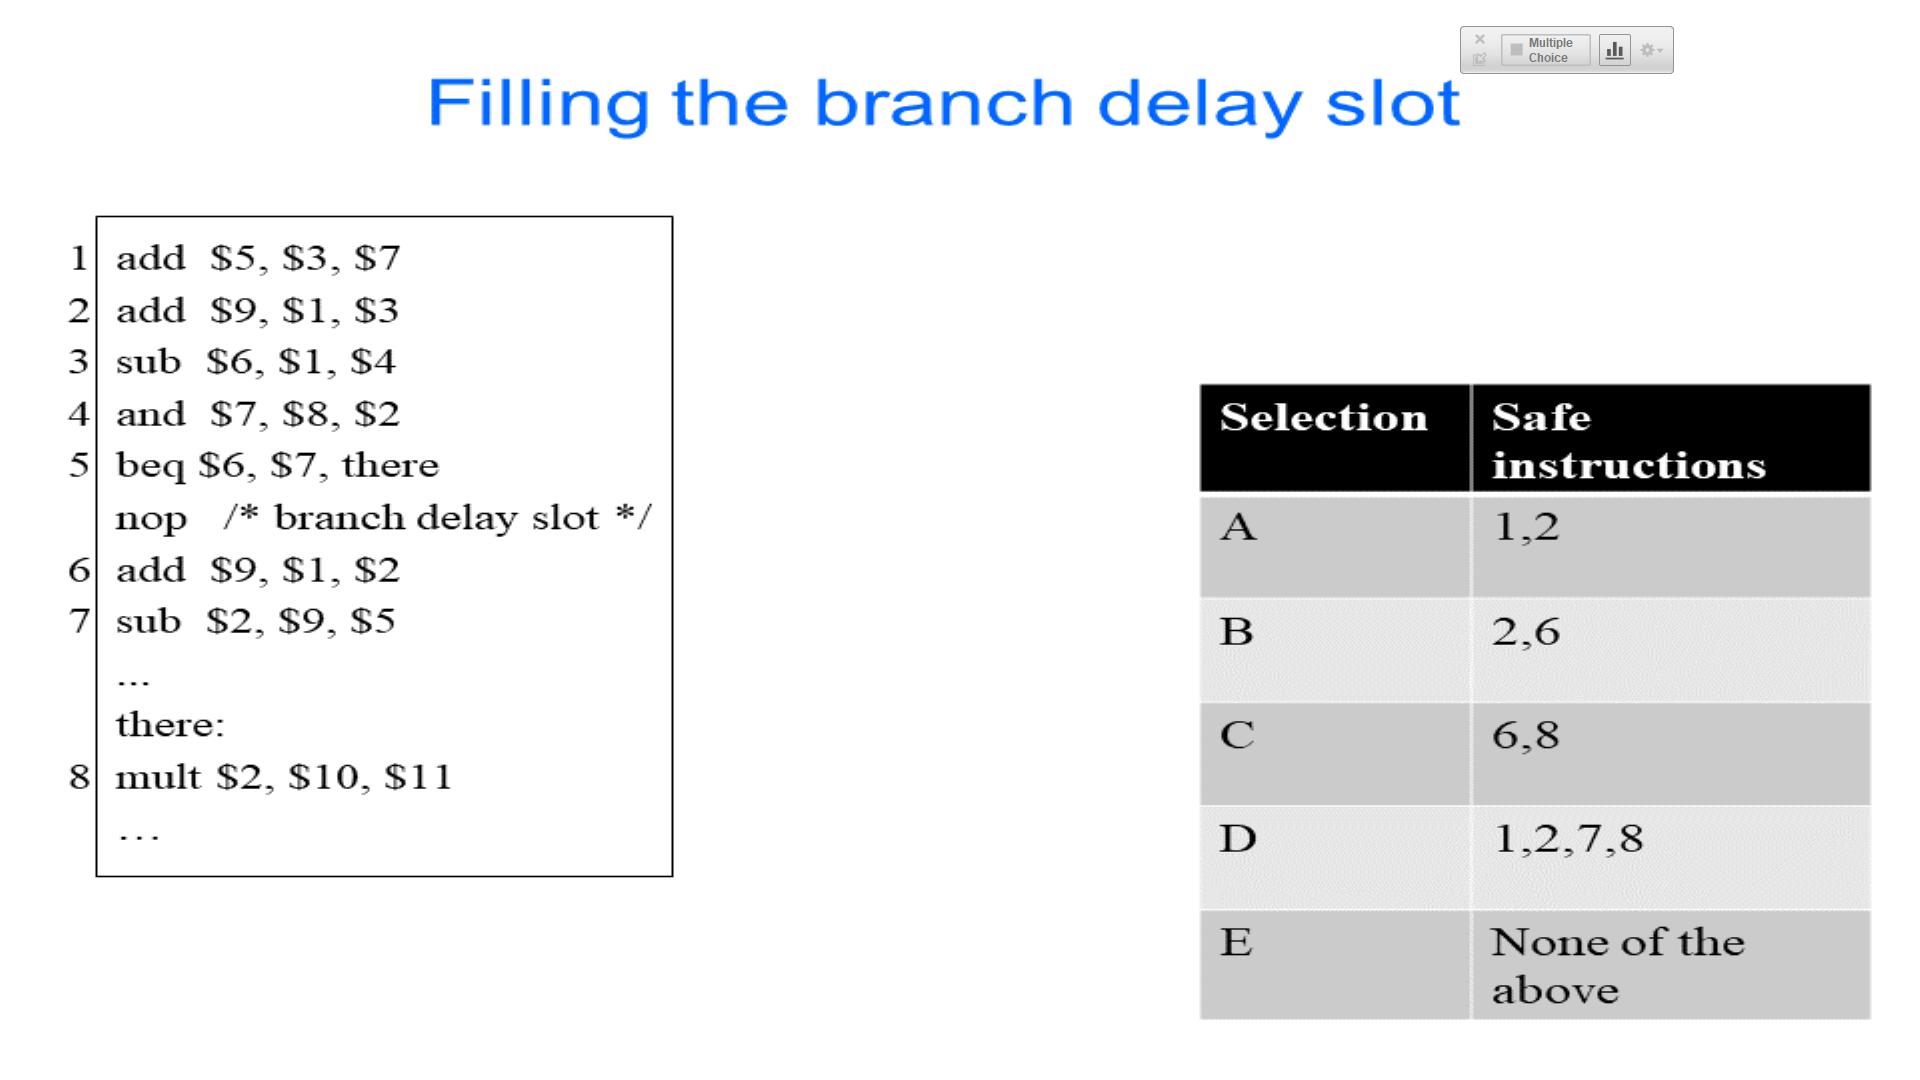 Multiple
Choice
Filling the branch delay slot
1 add $5, $3, $7
2 add $9, $1, $3
3 sub $6, $1, $4
4 and $7, $8, $2
5 beq $6, $7, there
nop /* branch delay slot */
6 add $9, $1, $2
7 sub $2, $9, $5
...
there:
8 mult $2, $10, $11
...
Selection Safe
instructions
A 1,2
B 2,6
C 6,8
D 1,2,7,8
E None of the
above